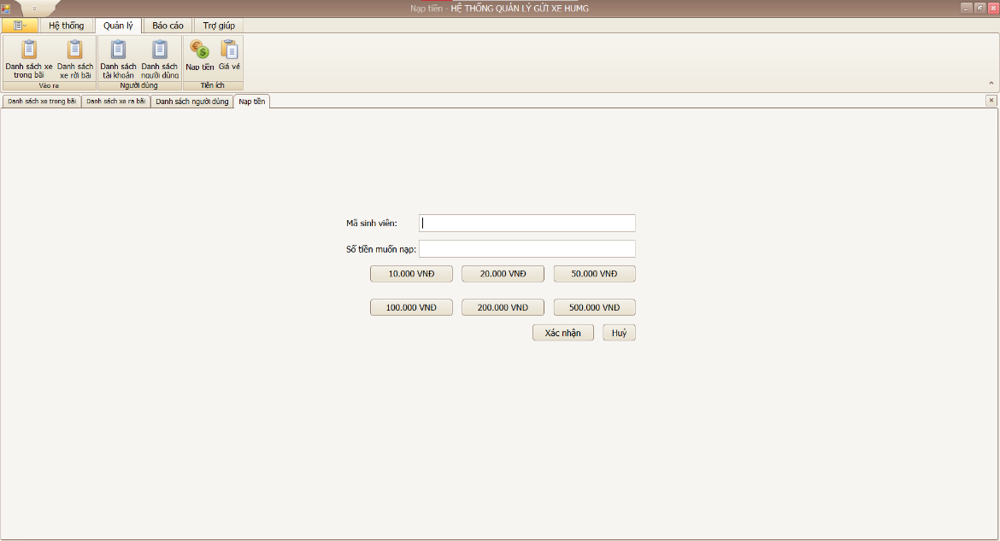 Nạp tiền - HỆ THỐNG QUẢN LÝ GỬI XE HUMG
Hệ thống Quản lý Báo cáo Trợ giúp
Danh sách xe trong bãi
Danh sách xe rời bãi
Danh sách tài khoản
Danh sách người dùng
Nạp tiền
Giá vé
Vào ra
Người dùng
Tiện ích
Danh sách xe trong bãi Danh sách xe ra bãi Danh sách người dùng Nạp tiền
Mã sinh viên:
Số tiền muốn nạp:
10.000 VNĐ 20.000 VNĐ 50.000 VNĐ
100.000 VNĐ 200.000 VNĐ 500.000 VNĐ
Xác nhận Huỷ